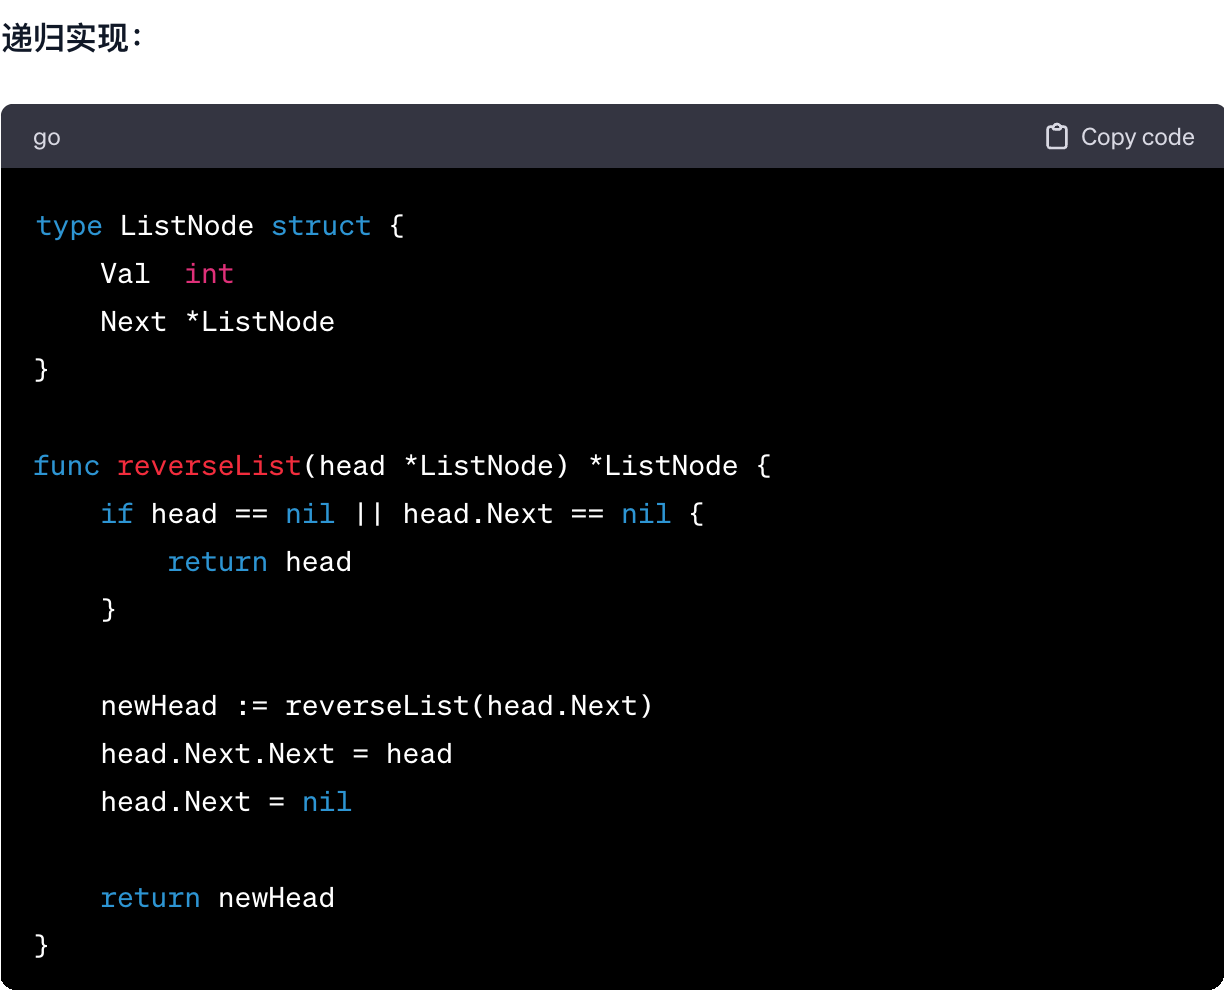 递归实现：
go
Copy code
type ListNode struct {
    Val  int
    Next *ListNode
}
func reverseList(head *ListNode) *ListNode {
    if head == nil || head.Next == nil {
        return head
    }
    newHead := reverseList(head.Next)
    head.Next.Next = head
    head.Next = nil
    return newHead
}